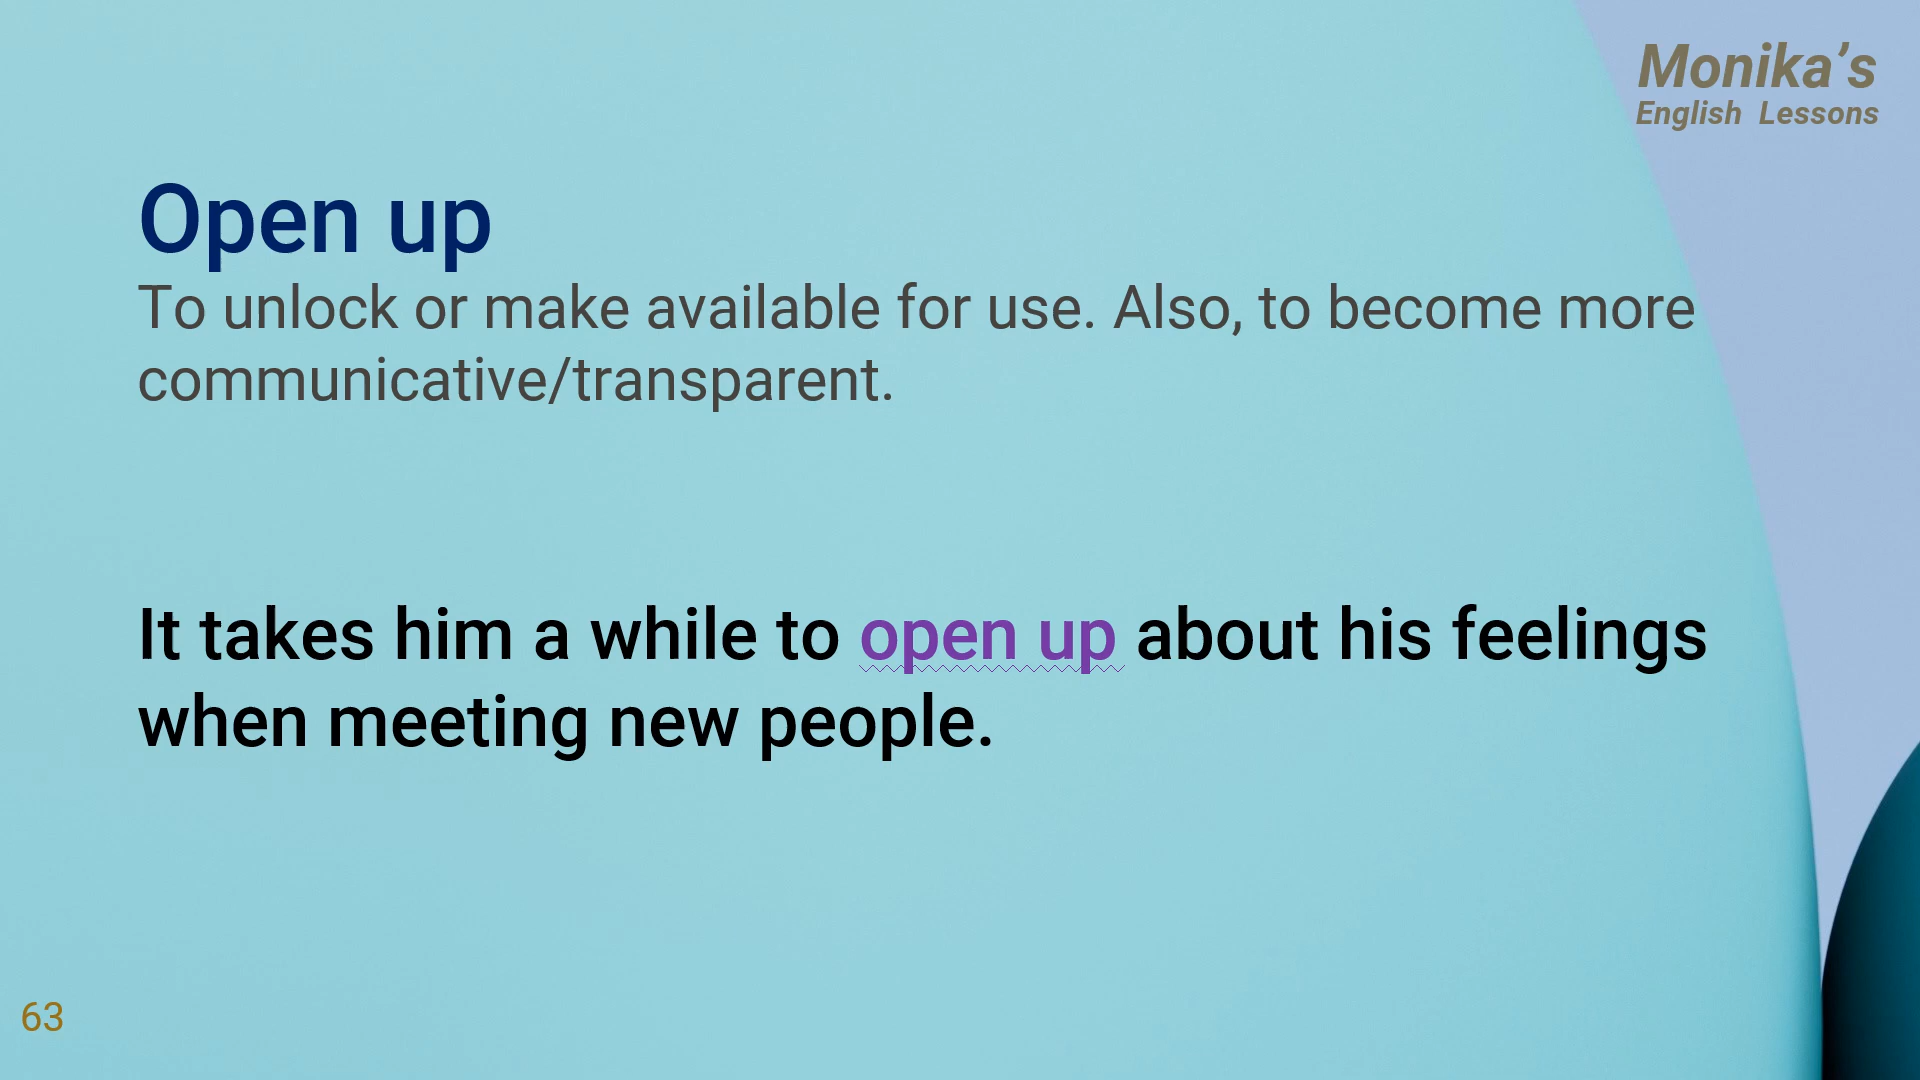 Monika’s
English Lessons
Open up
To unlock or make available for use. Also, to become more
communicative/transparent.
It takes him a while to open up about his feelings
when meeting new people.
63